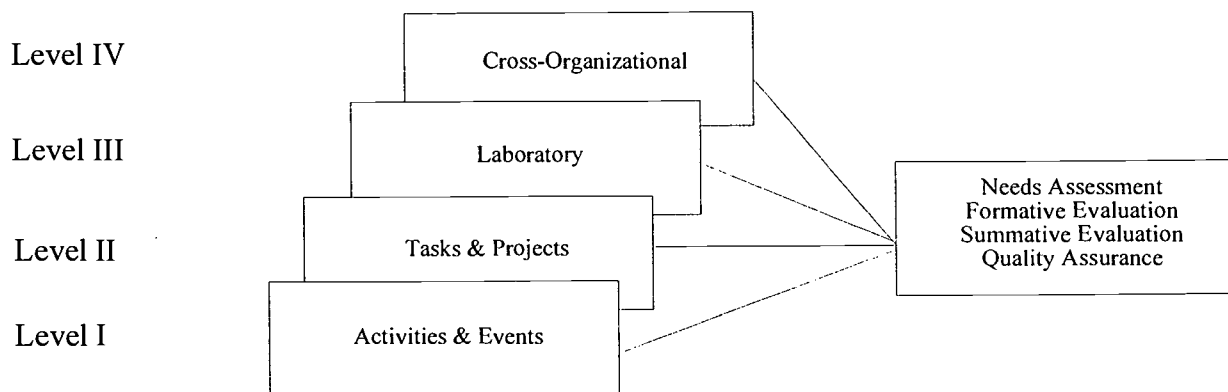 Level IV
Cross-Organizational
Level III
Laboratory
Needs Assessment
Formative Evaluation
Summative Evaluation
Quality Assurance
Level II
Tasks & Projects
Level I
Activities & Events